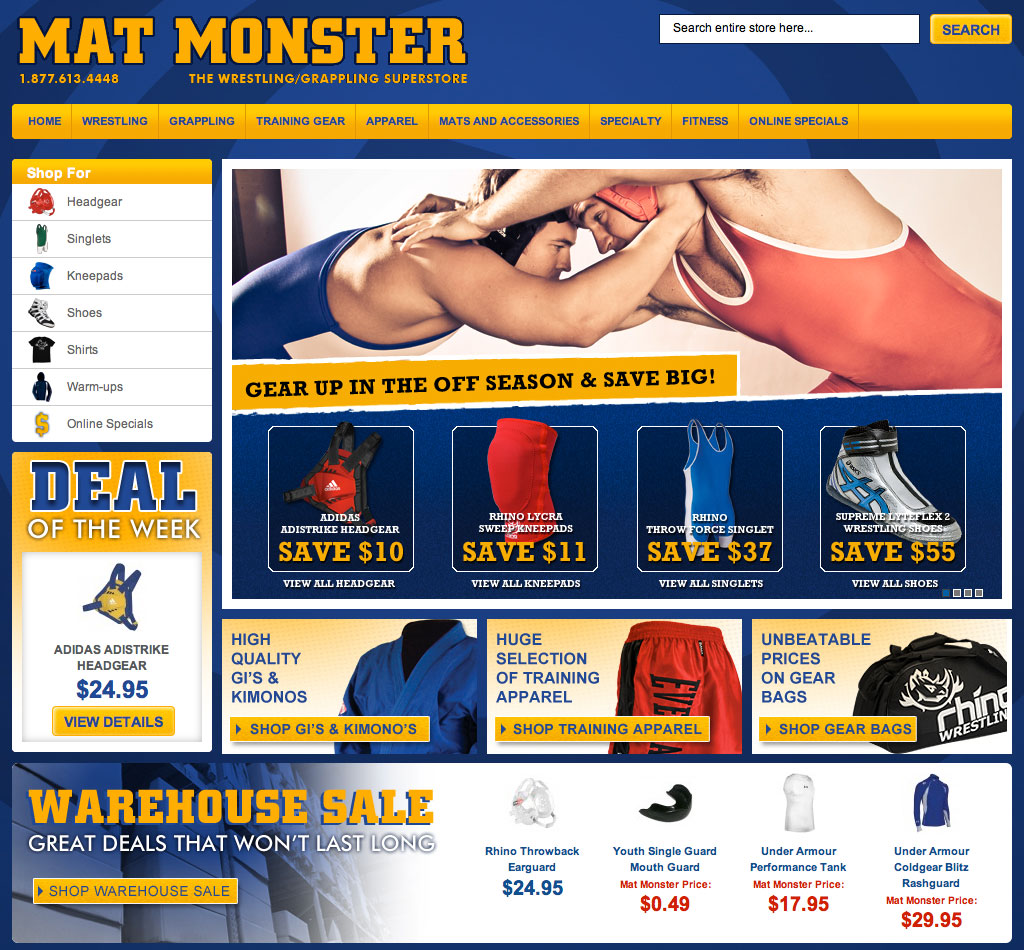 MAT MONSTER
1.877.613.4448
THE WRESTLING/GRAPPLING SUPERSTORE
Search entire store here...
SEARCH
HOME
WRESTLING
GRAPPLING
TRAINING GEAR
APPAREL
MATS AND ACCESSORIES
SPECIALTY
FITNESS
ONLINE SPECIALS
Shop For
Headgear
Singlets
Kneepads
Shoes
Shirts
Warm-ups
Online Specials
DEAL
OF THE WEEK
ADIDAS ADISTRIKE
HEADGEAR
$24.95
VIEW DETAILS
GEAR UP IN THE OFF SEASON & SAVE BIG!
adidas
ADIDAS
ADISTRIKE HEADGEAR
SAVE $10
VIEW ALL HEADGEAR
RHINO LYCRA
SWEEP KNEEPADS
SAVE $11
VIEW ALL KNEEPADS
RHINO
THROW FORCE SINGLET
SAVE $37
VIEW ALL SINGLETS
asics
SUPREME LYTEFLEX 2
WRESTLING SHOES
SAVE $55
VIEW ALL SHOES
HIGH
QUALITY
GI'S &
KIMONOS
SHOP GI'S & KIMONO'S
HUGE
SELECTION
OF TRAINING
APPAREL
SHOP TRAINING APPAREL
UNBEATABLE
PRICES
ON GEAR
BAGS
rhino
WRESTLING
SHOP GEAR BAGS
WAREHOUSE SALE
GREAT DEALS THAT WON'T LAST LONG
SHOP WAREHOUSE SALE
Rhino Throwback
Earguard
$24.95
Youth Single Guard
Mouth Guard
Mat Monster Price:
$0.49
Under Armour
Performance Tank
Mat Monster Price:
$17.95
Under Armour
Coldgear Blitz
Rashguard
Mat Monster Price:
$29.95